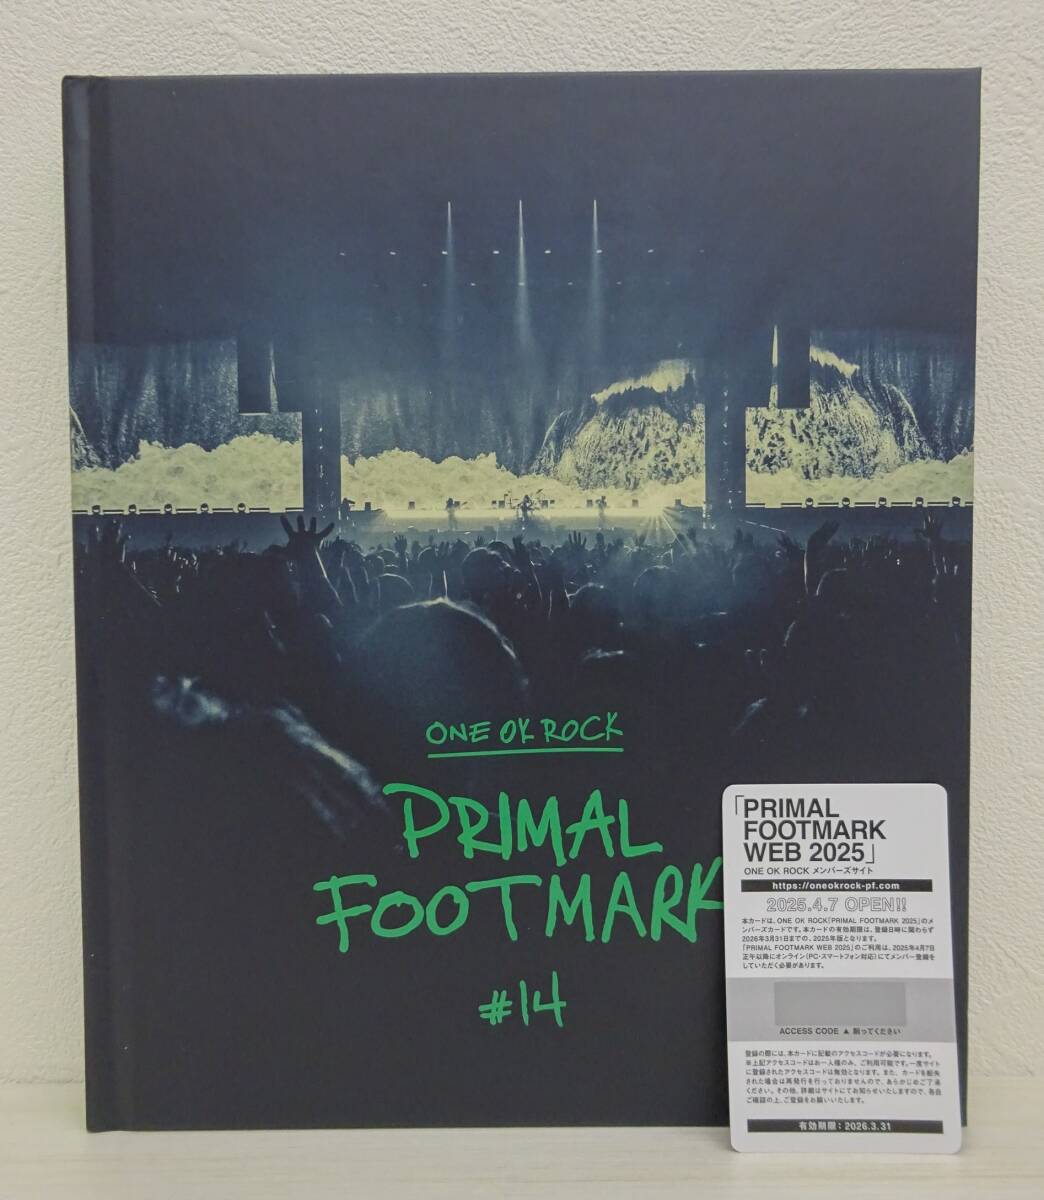 ONE OK ROCK
PRIMAL
FOOTMARK
#14
「PRIMAL
FOOTMARK
WEB 2025」
ONE OK ROCK メンバーズサイト
https://oneokrock-pf.com
2025.4.7 OPEN!!
本カードは、ONE OK ROCK「PRIMAL FOOTMARK 2025」のメ
ンバーズカードです。本カードの有効期限は、登録日時に関わらず
2026年3月31日までの、2025年版となります。
「PRIMAL FOOTMARK WEB 2025」のご利用は、2025年4月7日
正午以降にオンライン(PC・スマートフォン対応)にてメンバー登録を
していただく必要があります。
ACCESS CODE ▲ 削ってください
登録の際には、本カードに記載のアクセスコードが必要になります。
※上記アクセスコードはお一人様のみ、ご利用可能です。一度サイト
に登録されたアクセスコードは無効となります。また、カードを紛失
された場合は再発行を行っておりませんので、あらかじめご了承
ください。その他、詳細はサイトにてお知らせいたしますので、各自
ご確認の上、ご登録をお願いいたします。
有効期限：2026.3.31